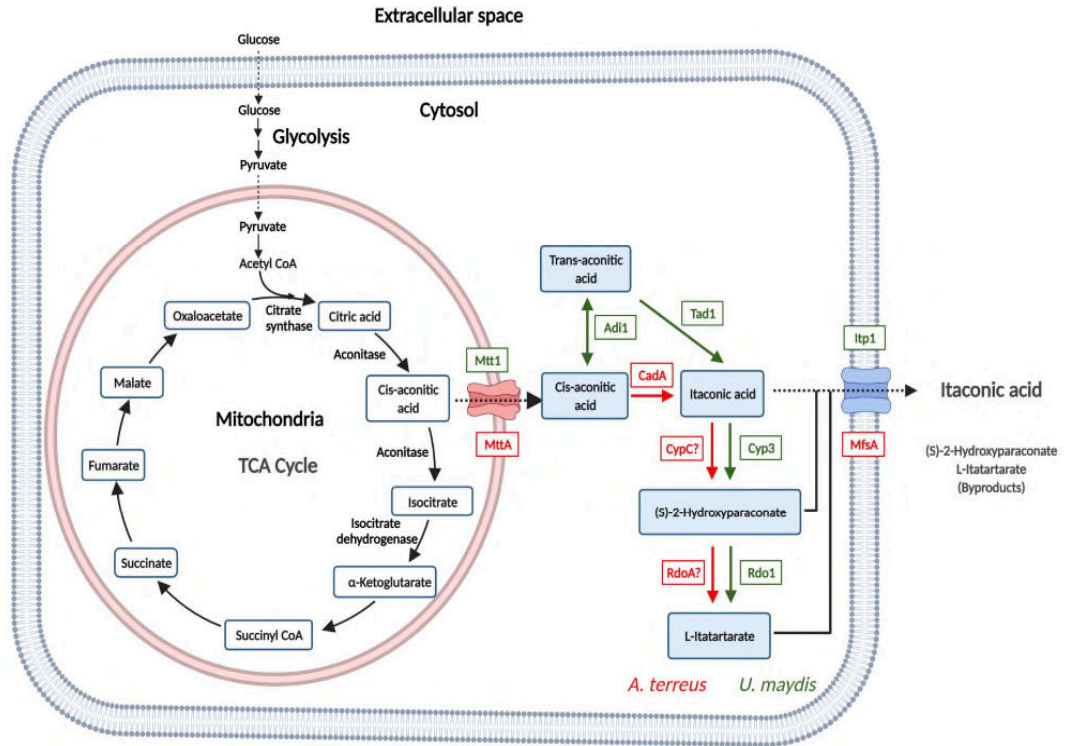 Extracellular space
Glucose
Glucose
Cytosol
Glycolysis
Pyruvate
Pyruvate
Acetyl CoA
Oxaloacetate
Citrate
synthase
Citric acid
Aconitase
Malate
Cis-aconitic
acid
Mitochondria
TCA Cycle
Fumarate
Aconitase
Isocitrate
Isocitrate
dehydrogenase
Succinate
α-Ketoglutarate
Succinyl CoA
Mtt1
MttA
Trans-aconitic
acid
Adi1
Tad1
Cis-aconitic
acid
CadA
Itaconic acid
CypC?
Cyp3
(S)-2-Hydroxyparaconate
RdoA?
Rdo1
L-Itatartarate
A. terreus
U. maydis
Itp1
MfsA
Itaconic acid
(S)-2-Hydroxyparaconate
L-Itatartarate
(Byproducts)